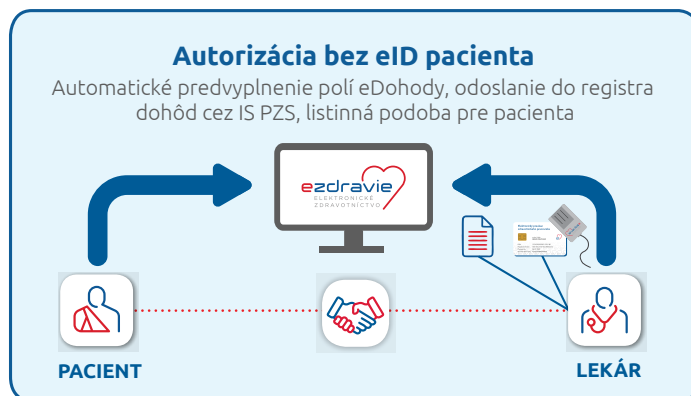 Autorizácia bez eID pacienta
Automatické predvyplnenie polí eDohody, odoslanie do registra
dohôd cez IS PZS, listinná podoba pre pacienta
ezdravie
ELEKTRONICKÉ
ZDRAVOTNÍCTVO
PACIENT
LEKÁR